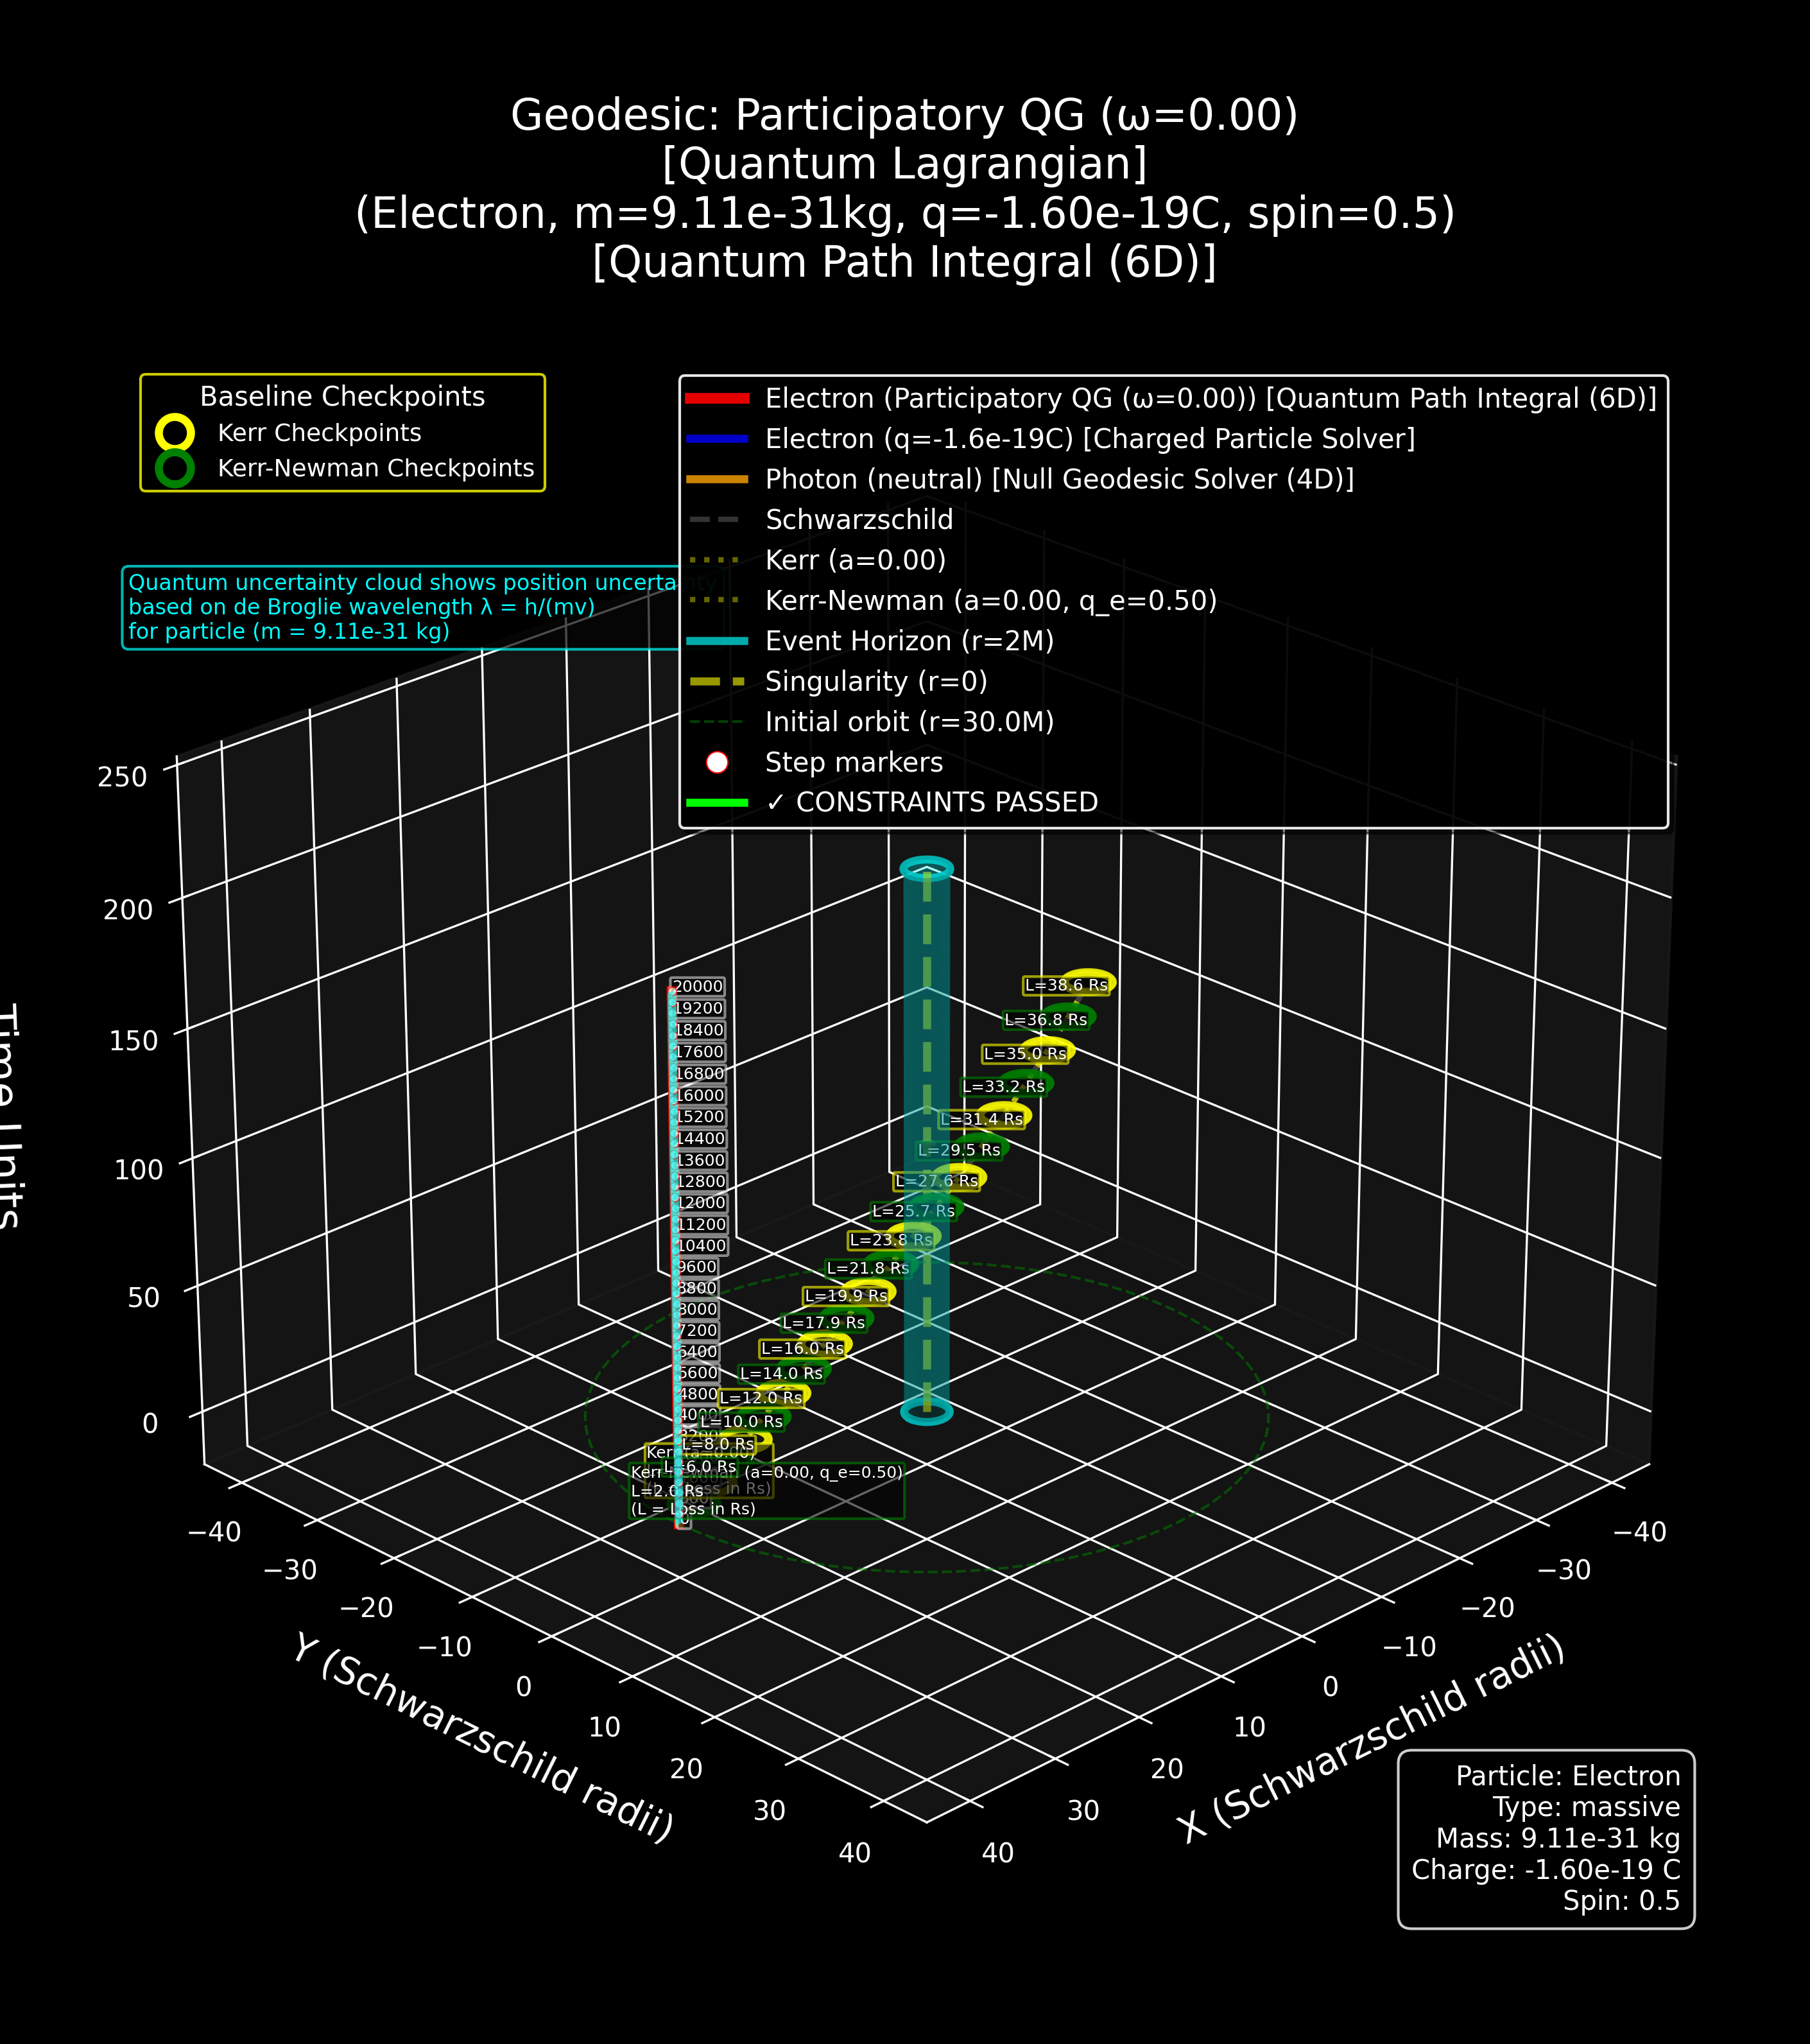 Geodesic: Participatory QG (ω=0.00)
[Quantum Lagrangian]
(Electron, m=9.11e-31kg, q=-1.60e-19C, spin=0.5)
[Quantum Path Integral (6D)]
Baseline Checkpoints
Kerr Checkpoints
Kerr-Newman Checkpoints
Electron (Participatory QG (ω=0.00)) [Quantum Path Integral (6D)]
Electron (q=-1.6e-19C) [Charged Particle Solver]
Photon (neutral) [Null Geodesic Solver (4D)]
Schwarzschild
Kerr (a=0.00)
Kerr-Newman (a=0.00, q_e=0.50)
Event Horizon (r=2M)
Singularity (r=0)
Initial orbit (r=30.0M)
Step markers
✓ CONSTRAINTS PASSED
Quantum uncertainty cloud shows position uncertainty
based on de Broglie wavelength λ = h/(mv)
for particle (m = 9.11e-31 kg)
250
200
150
100
50
0
Time Units
20000
19200
18400
17600
16800
16000
15200
14400
13600
12800
12000
11200
10400
9600
8800
8000
7200
6400
5600
4800
4000
3200
0
L=38.6 Rs
L=36.8 Rs
L=35.0 Rs
L=33.2 Rs
L=31.4 Rs
L=29.5 Rs
L=27.6 Rs
L=25.7 Rs
L=23.8 Rs
L=21.8 Rs
L=19.9 Rs
L=17.9 Rs
L=16.0 Rs
L=14.0 Rs
L=12.0 Rs
L=10.0 Rs
L=8.0 Rs
Kerr (a=0.00)
L=6.0 Rs
Kerr-Newman (a=0.00, q_e=0.50)
L=2.0 Rs
(L = Loss in Rs)
−40
−30
−20
−10
0
10
20
30
40
Y (Schwarzschild radii)
−40
−30
−20
−10
0
10
20
30
40
X (Schwarzschild radii)
Particle: Electron
Type: massive
Mass: 9.11e-31 kg
Charge: -1.60e-19 C
Spin: 0.5